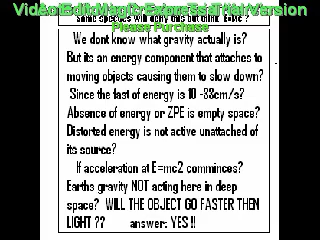 Please Purchase
We dont know what gravity actually is?
But its an energy component that attaches to
moving objects causing them to slow down?
Since the fast of energy is 10 -88cm/s?
Absence of energy or ZPE is empty space?
Distorted energy is not active unattached of
its source?
If acceleration at E=mc2 comminces?
Earths gravity NOT acting here in deep
space? WILL THE OBJECT GO FASTER THEN
LIGHT ?? answer: YES !!